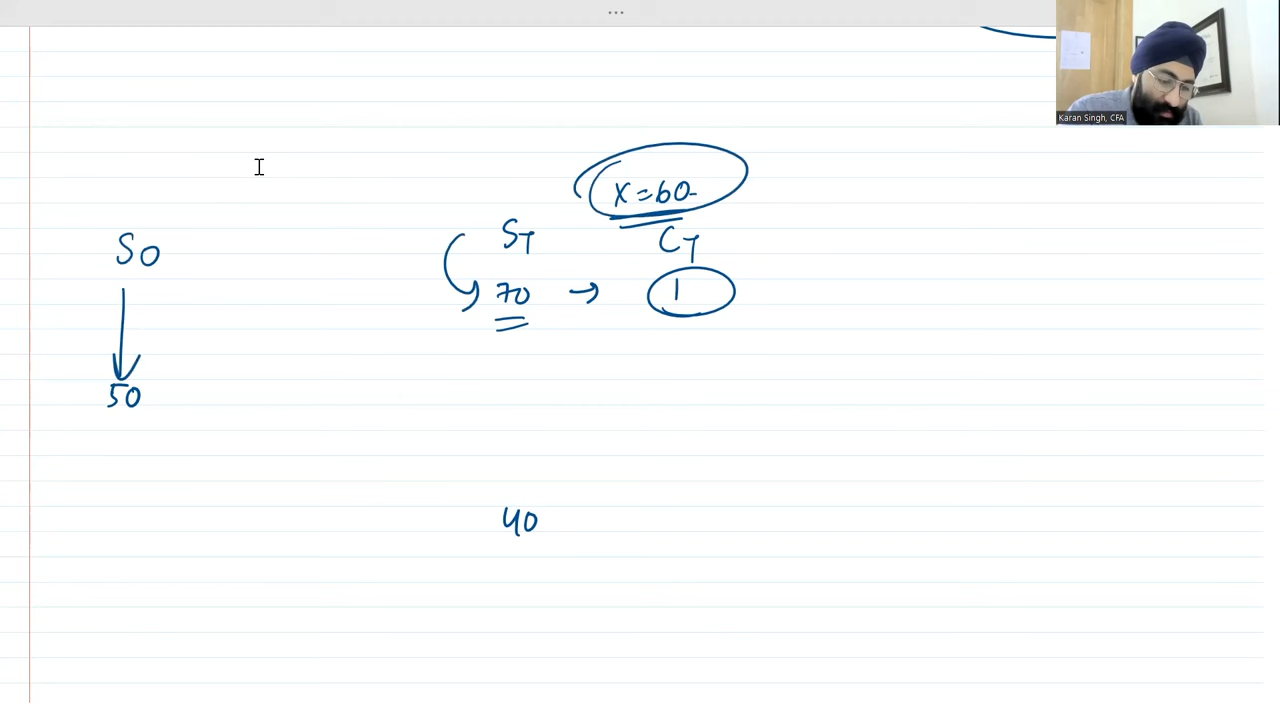 ...
Karan Singh, CFA
X = 60
S0
ST
CT
70 → 1
50
40